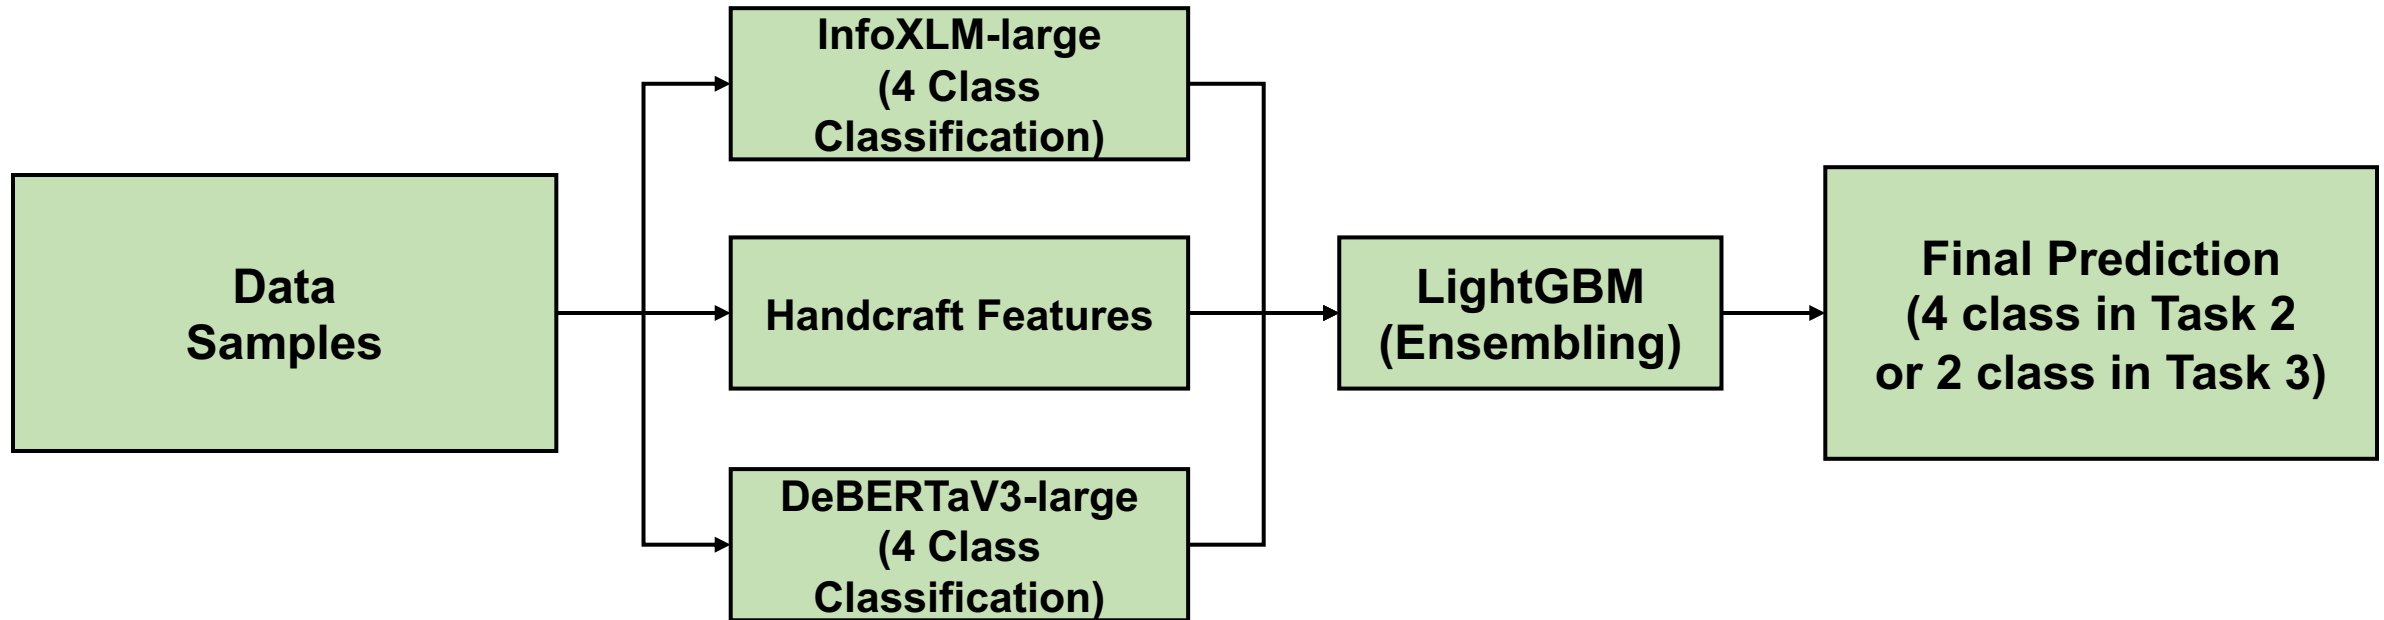 Data
Samples
InfoXLM-large
(4 Class
Classification)
Handcraft Features
DeBERTaV3-large
(4 Class
Classification)
LightGBM
(Ensembling)
Final Prediction
(4 class in Task 2
or 2 class in Task 3)